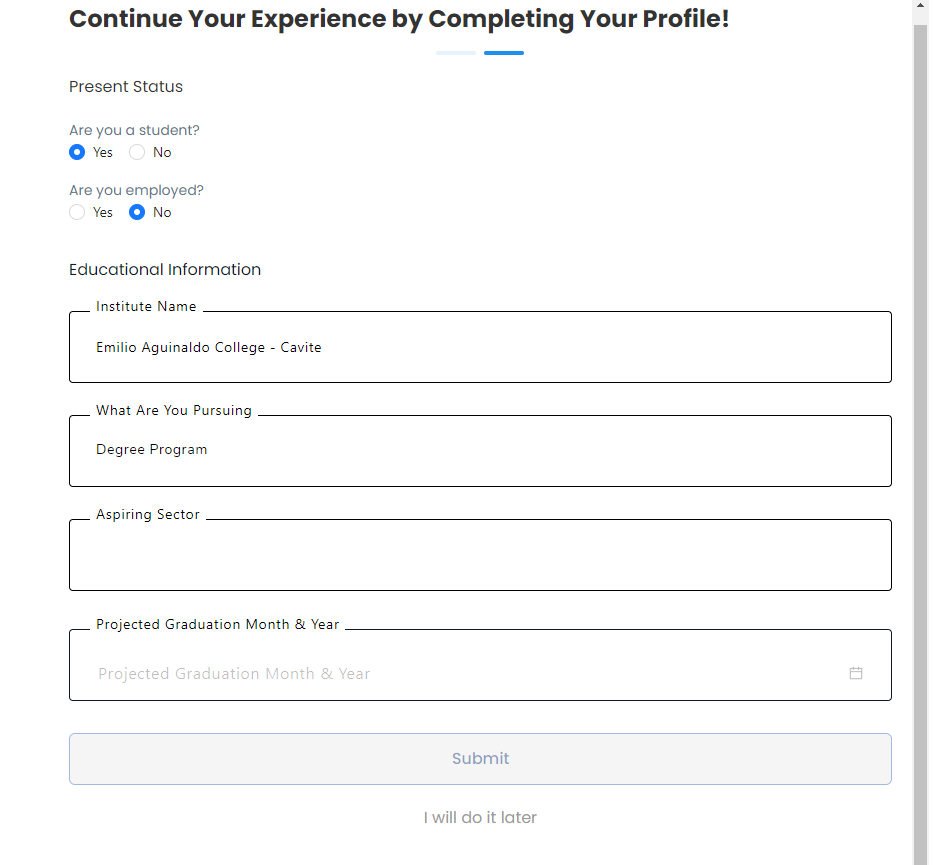 Continue Your Experience by Completing Your Profile!
Present Status
Are you a student?
Yes No
Are you employed?
Yes No
Educational Information
Institute Name
Emilio Aguinaldo College - Cavite
What Are You Pursuing
Degree Program
Aspiring Sector
Projected Graduation Month & Year
Projected Graduation Month & Year
Submit
I will do it later